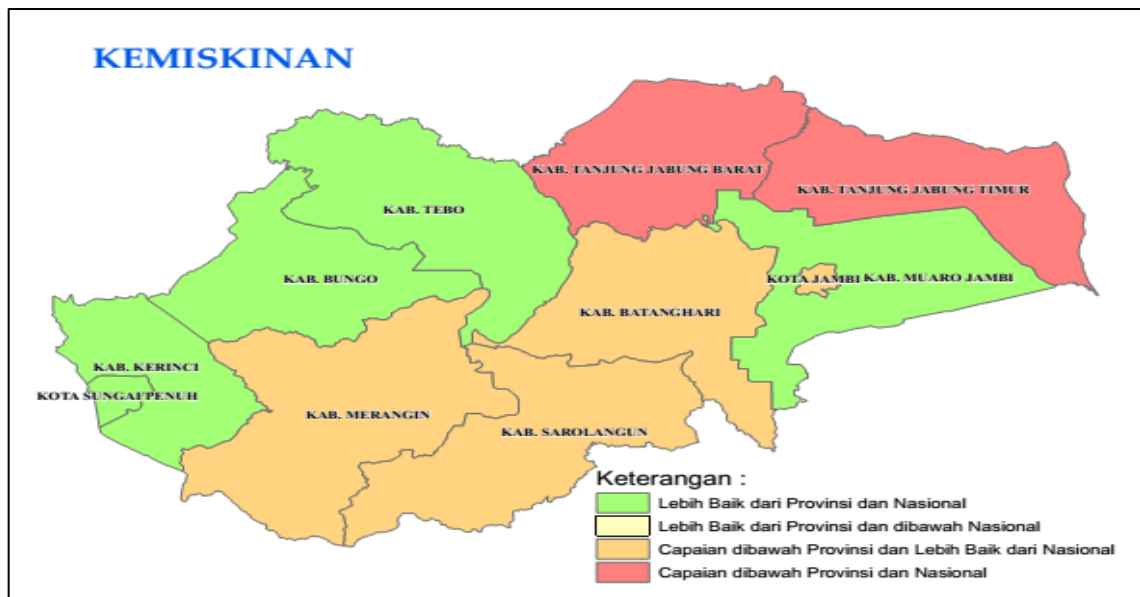 KEMISKINAN
KAB. TANJUNG JABUNG BARAT
KAB. TANJUNG JABUNG TIMUR
KAB. TEBO
KAB. BUNGO
KOTA JAMBI
KAB. MUARO JAMBI
KAB. BATANGHARI
KAB. KERINCI
KOTA SUNGAI PENUH
KAB. MERANGIN
KAB. SAROLANGUN
Keterangan :
Lebih Baik dari Provinsi dan Nasional
Lebih Baik dari Provinsi dan dibawah Nasional
Capaian dibawah Provinsi dan Lebih Baik dari Nasional
Capaian dibawah Provinsi dan Nasional